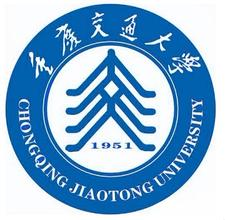 重庆交通大学
1951
CHONGQING JIAOTONG UNIVERSITY